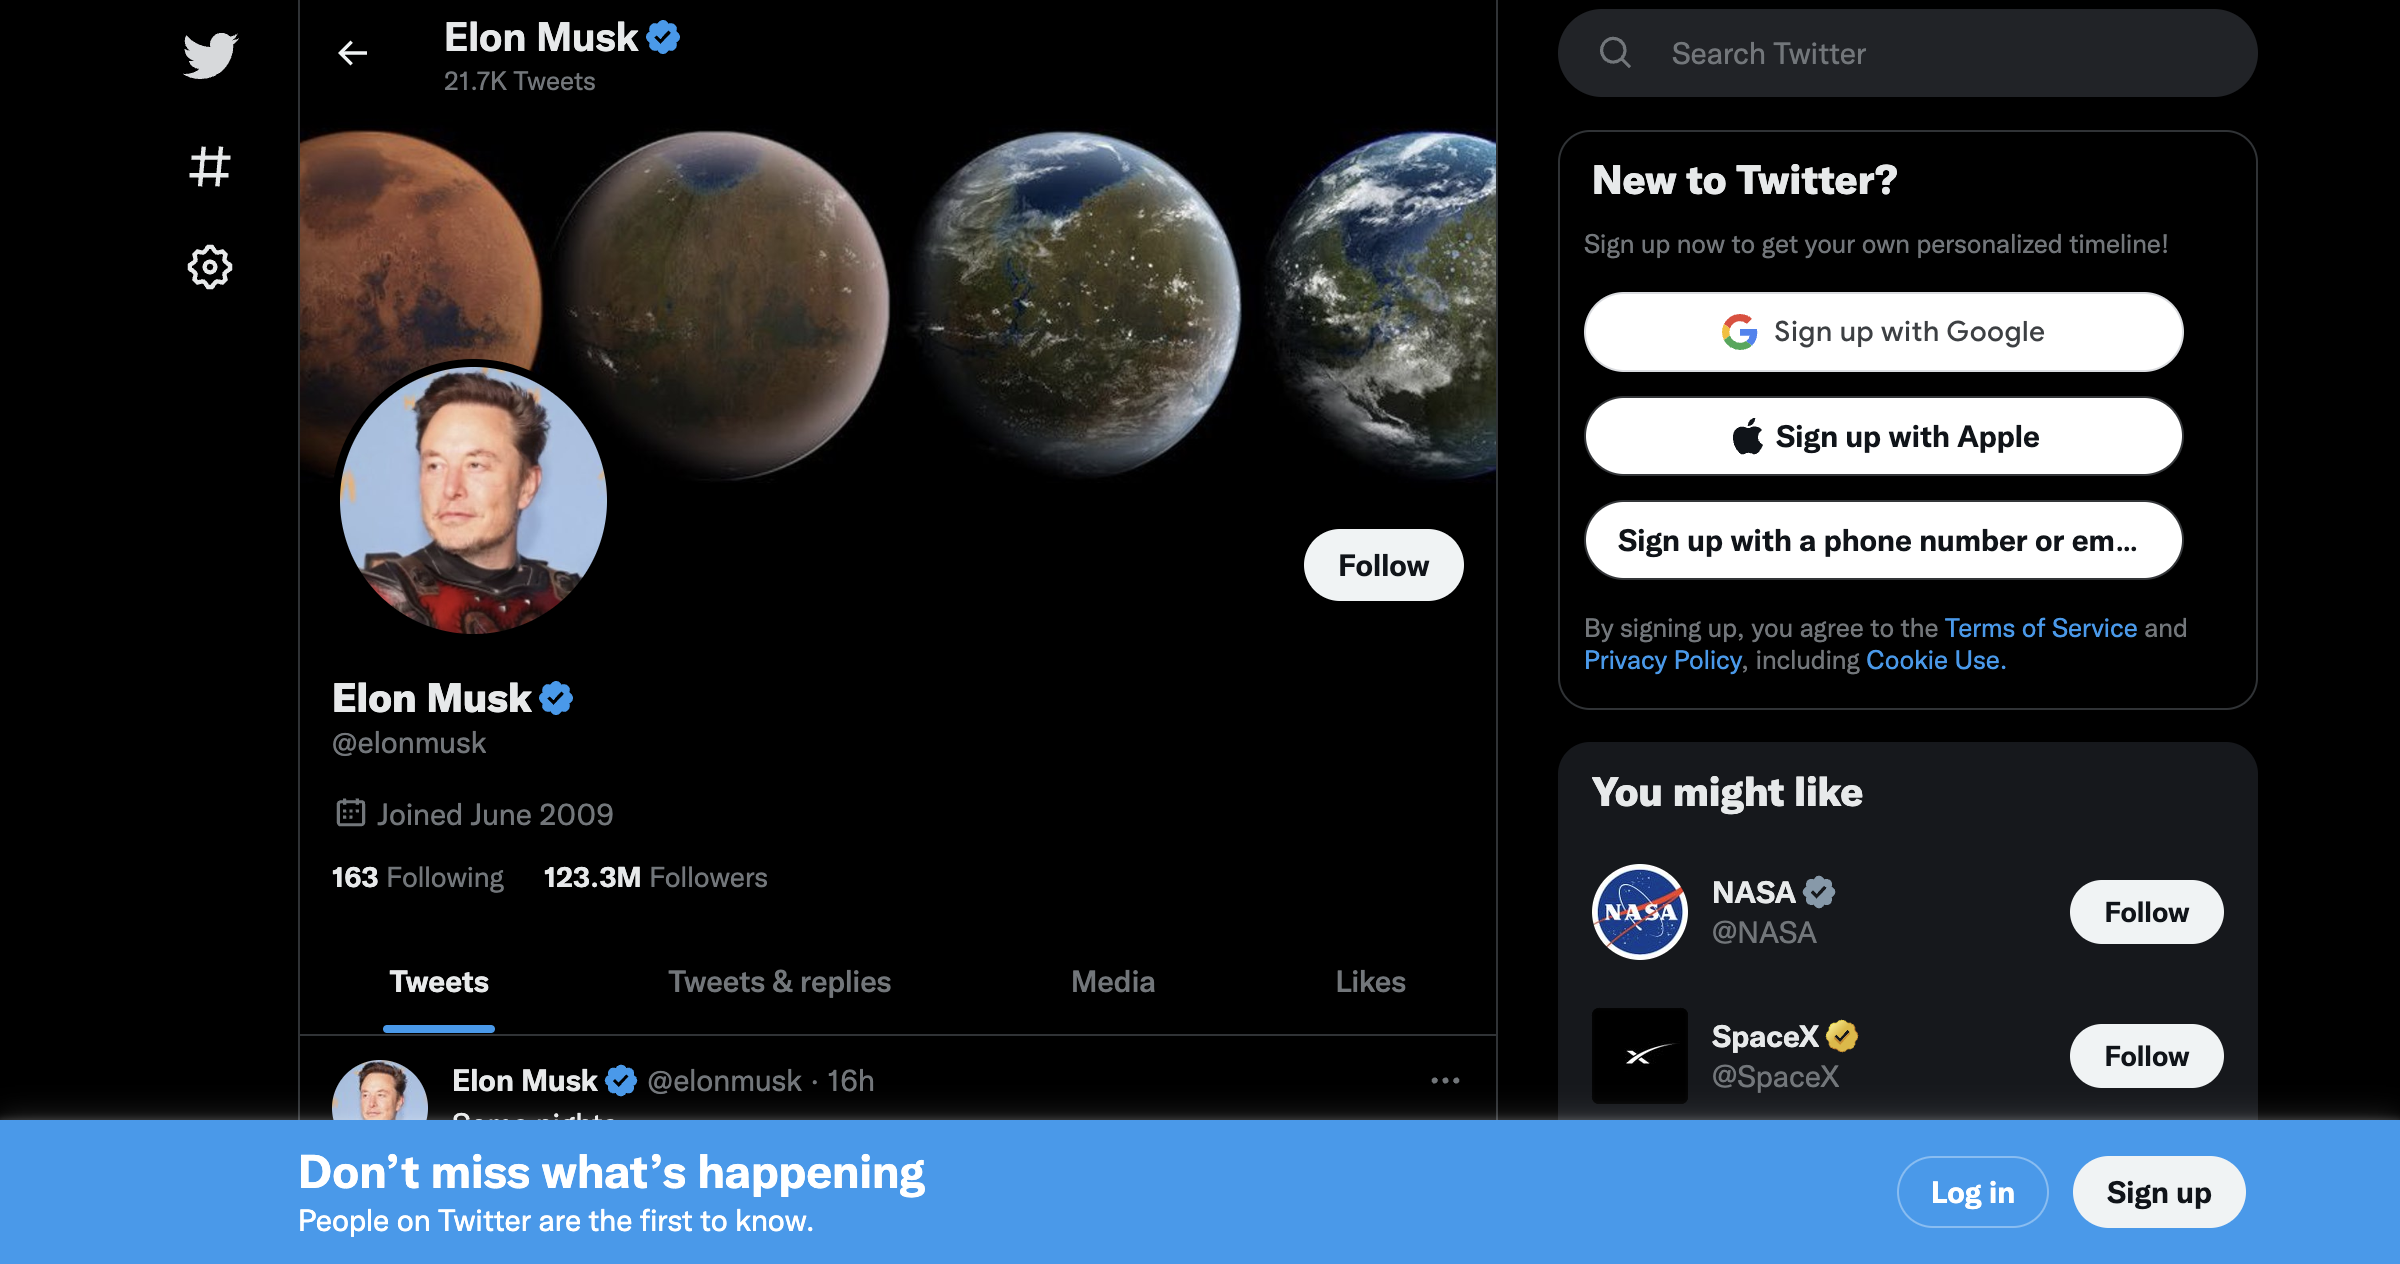 Elon Musk
21.7K Tweets
Elon Musk
@elonmusk
Joined June 2009
163 Following 123.3M Followers
Follow
Tweets Tweets & replies Media Likes
Elon Musk @elonmusk · 16h
Some nights
Search Twitter
New to Twitter?
Sign up now to get your own personalized timeline!
Sign up with Google
Sign up with Apple
Sign up with a phone number or em...
By signing up, you agree to the Terms of Service and
Privacy Policy, including Cookie Use.
You might like
NASA
NASA
@NASA
Follow
SpaceX
@SpaceX
Follow
Don’t miss what’s happening
People on Twitter are the first to know.
Log in
Sign up